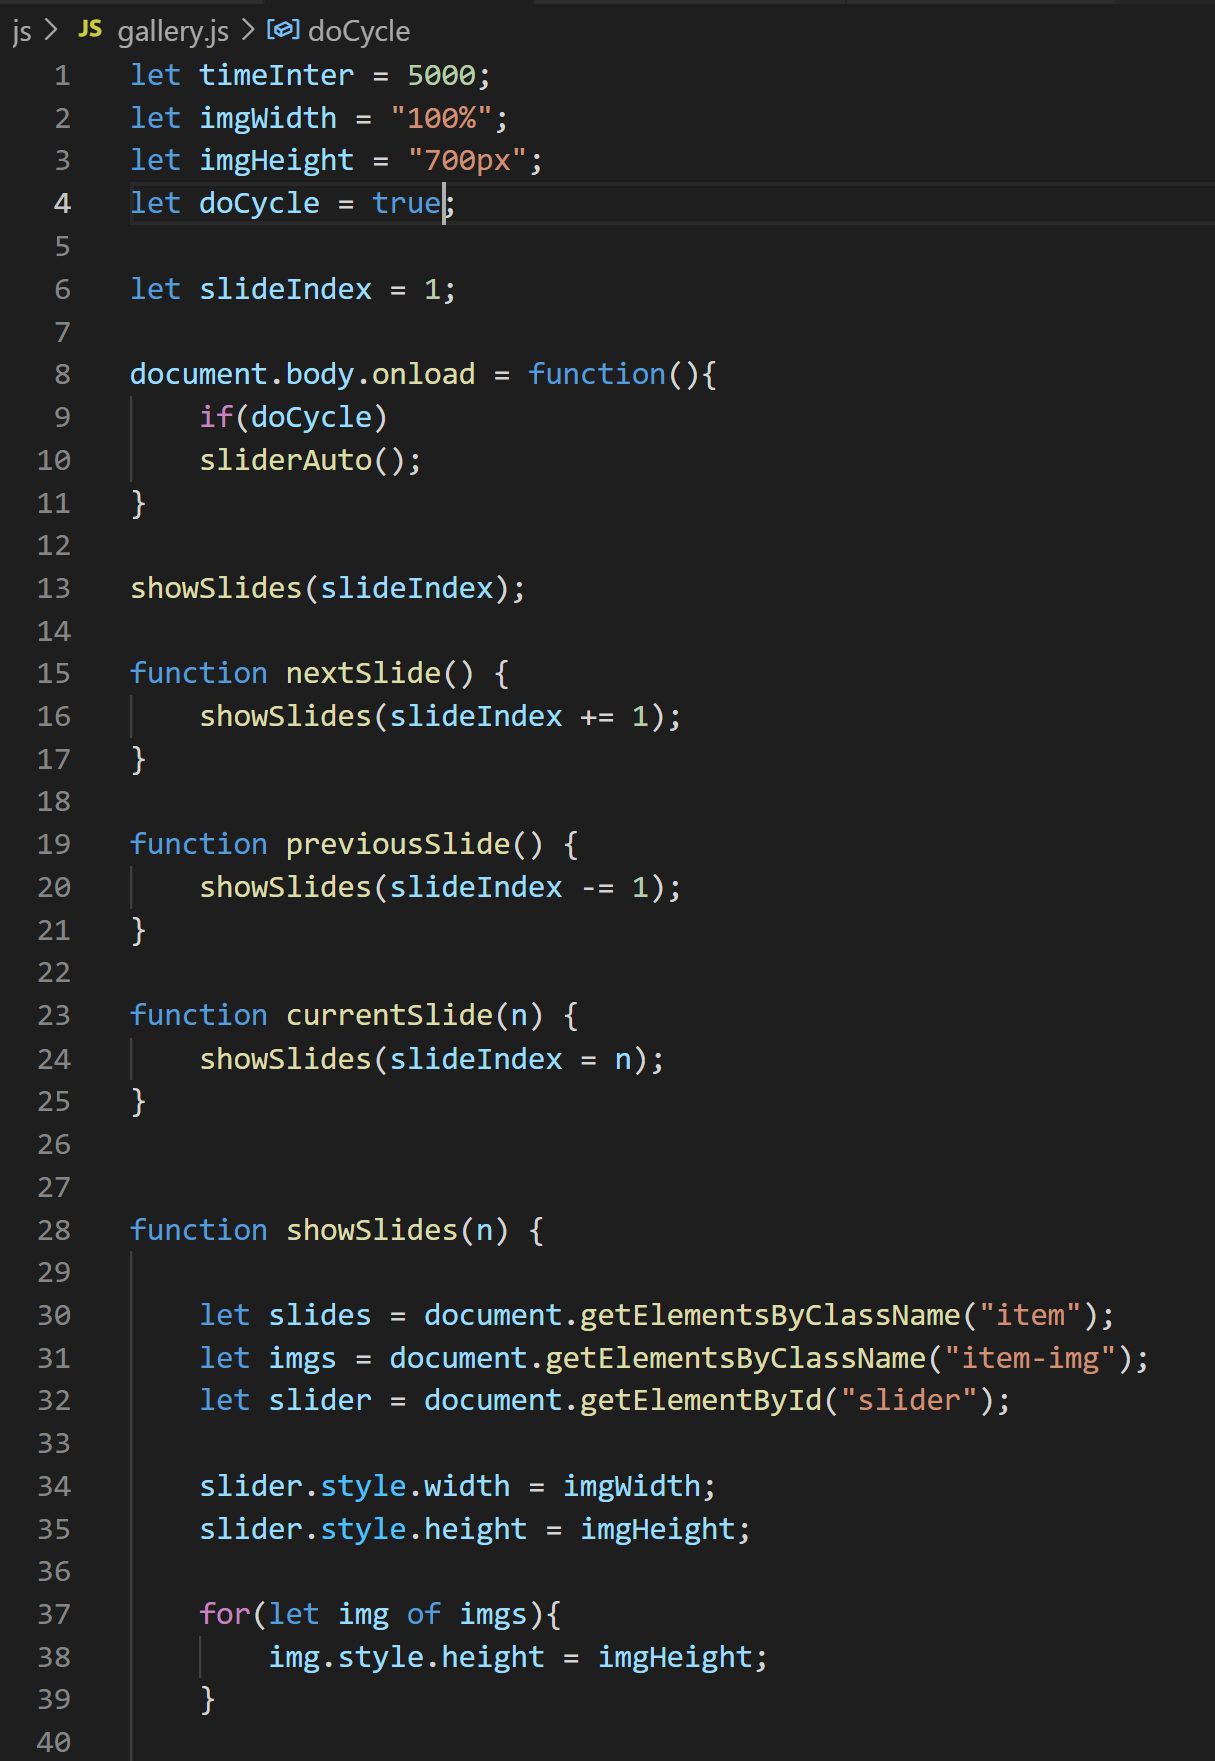 js > JS gallery.js > doCycle
1 let timeInter = 5000;
2 let imgWidth = "100%";
3 let imgHeight = "700px";
4 let doCycle = true;
5
6 let slideIndex = 1;
7
8 document.body.onload = function(){
9     if(doCycle)
10     sliderAuto();
11 }
12
13 showSlides(slideIndex);
14
15 function nextSlide() {
16     showSlides(slideIndex += 1);
17 }
18
19 function previousSlide() {
20     showSlides(slideIndex -= 1);
21 }
22
23 function currentSlide(n) {
24     showSlides(slideIndex = n);
25 }
26
27
28 function showSlides(n) {
29
30     let slides = document.getElementsByClassName("item");
31     let imgs = document.getElementsByClassName("item-img");
32     let slider = document.getElementById("slider");
33
34     slider.style.width = imgWidth;
35     slider.style.height = imgHeight;
36
37     for(let img of imgs){
38         img.style.height = imgHeight;
39     }
40